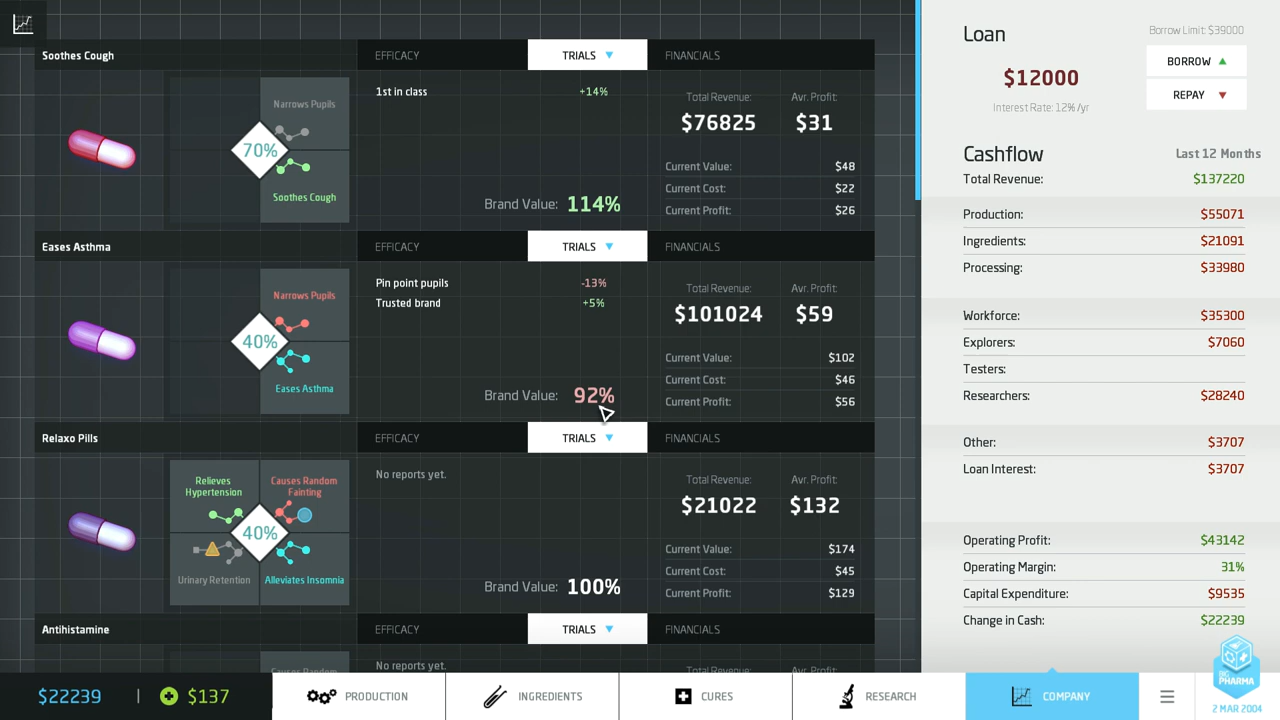 Soothes Cough
EFFICACY
TRIALS
FINANCIALS
Narrows Pupils
70%
Soothes Cough
1st in class +14%
Brand Value: 114%
Total Revenue: Avr. Profit:
$76825 $31
Current Value: $48
Current Cost: $22
Current Profit: $26
Eases Asthma
EFFICACY
TRIALS
FINANCIALS
Narrows Pupils
40%
Eases Asthma
Pin point pupils -13%
Trusted brand +5%
Brand Value: 92%
Total Revenue: Avr. Profit:
$101024 $59
Current Value: $102
Current Cost: $46
Current Profit: $56
Relaxo Pills
EFFICACY
TRIALS
FINANCIALS
Relieves Hypertension
Causes Random Fainting
40%
Urinary Retention
Alleviates Insomnia
No reports yet.
Brand Value: 100%
Total Revenue: Avr. Profit:
$21022 $132
Current Value: $174
Current Cost: $45
Current Profit: $129
Antihistamine
EFFICACY
TRIALS
FINANCIALS
Causes Random
No reports yet.
Total Revenue: Avr. Profit:
Loan
Borrow Limit: $39000
$12000
BORROW
REPAY
Interest Rate: 12% /yr
Cashflow Last 12 Months
Total Revenue: $137220
Production: $55071
Ingredients: $21091
Processing: $33980
Workforce: $35300
Explorers: $7060
Testers:
Researchers: $28240
Other: $3707
Loan Interest: $3707
Operating Profit: $43142
Operating Margin: 31%
Capital Expenditure: $9535
Change in Cash: $22239
$22239 | $137
PRODUCTION
INGREDIENTS
CURES
RESEARCH
COMPANY
BIG PHARMA
2 MAR 2004